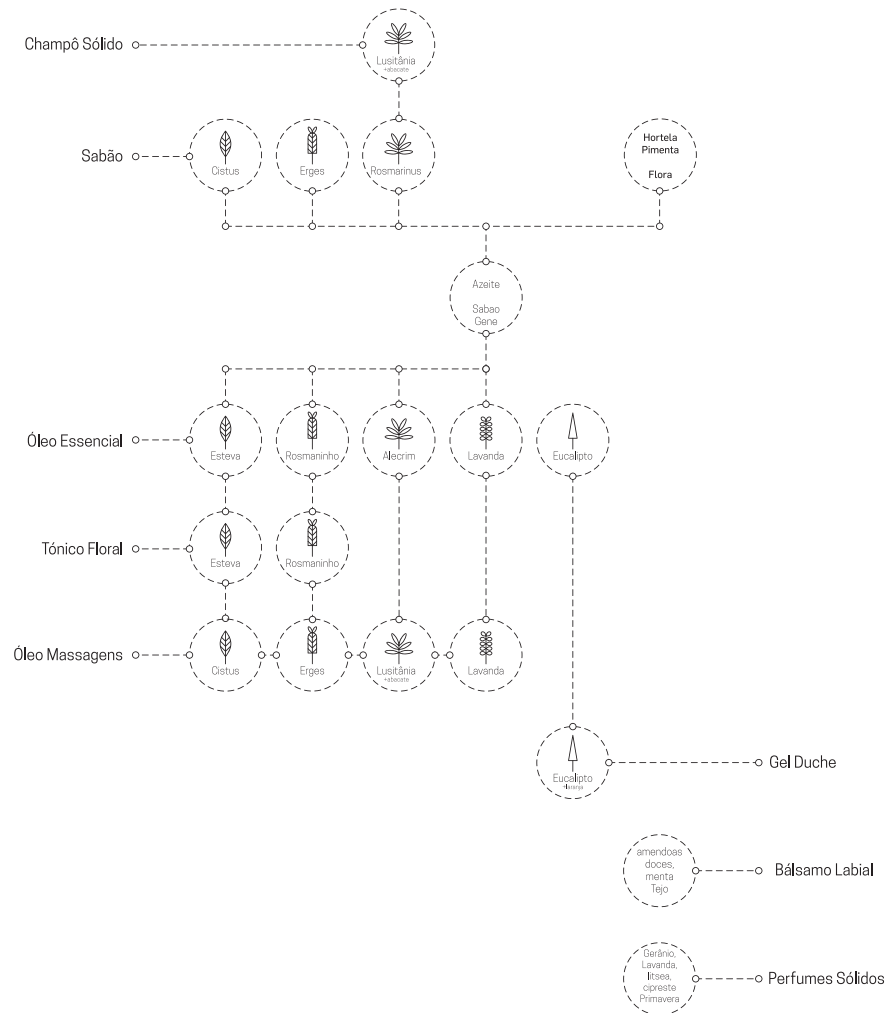 Champô Sólido
Lusitânia
+abacate
Sabão
Cistus
Erges
Rosmarinus
Hortela
Pimenta
Flora
Azeite
Sabao
Gene
Óleo Essencial
Esteva
Rosmaninho
Alecrim
Lavanda
Eucalipto
Tónico Floral
Esteva
Rosmaninho
Óleo Massagens
Cistus
Erges
Lusitânia
+abacate
Lavanda
Eucalipto
+laranja
Gel Duche
amendoas
doces,
menta
Tejo
Bálsamo Labial
Gerânio,
Lavanda,
litsea,
cipreste
Primavera
Perfumes Sólidos